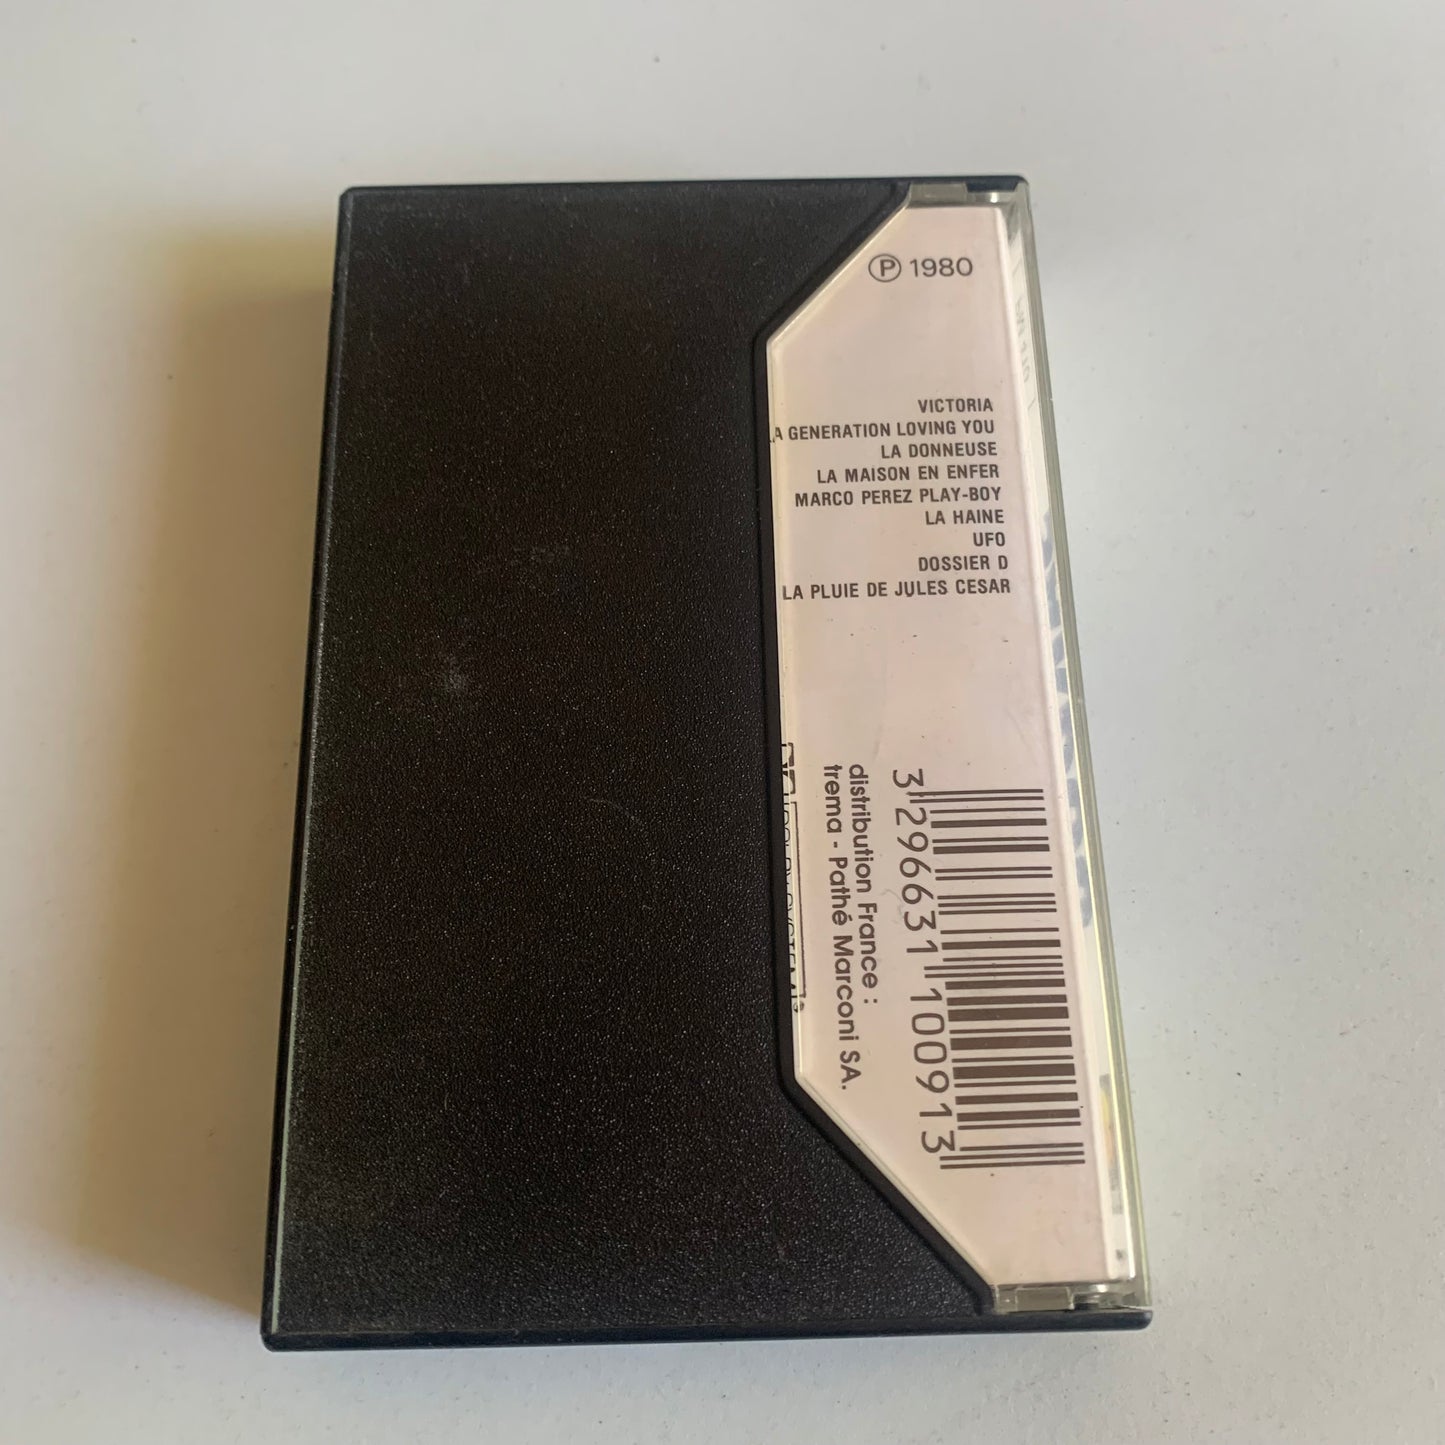 Ⓟ 1980
VICTORIA
LA GENERATION LOVING YOU
LA DONNEUSE
LA MAISON EN ENFER
MARCO PEREZ PLAY-BOY
LA HAINE
UFO
DOSSIER D
LA PLUIE DE JULES CESAR
distribution France :
trema - Pathé Marconi SA.
3 296631 100913